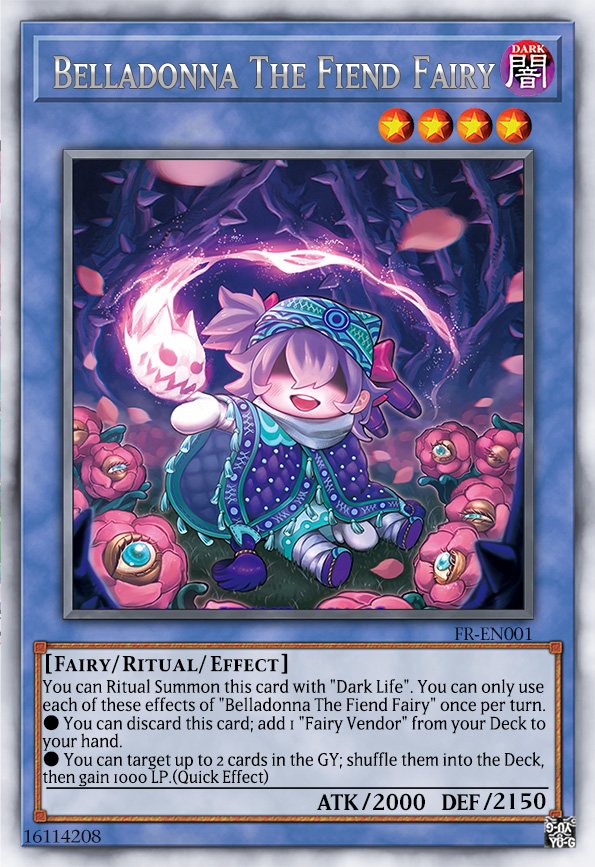 BELLADONNA THE FIEND FAIRY
DARK
闇
FR-EN001
[FAIRY/RITUAL/EFFECT]
You can Ritual Summon this card with "Dark Life". You can only use
each of these effects of "Belladonna The Fiend Fairy" once per turn.
● You can discard this card; add 1 "Fairy Vendor" from your Deck to
your hand.
● You can target up to 2 cards in the GY; shuffle them into the Deck,
then gain 1000 LP.(Quick Effect)
ATK/2000 DEF/2150
16114208